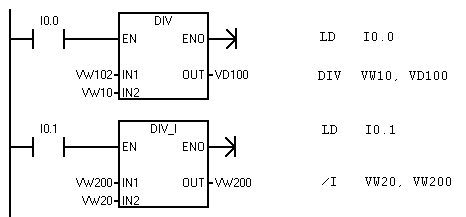 I0.0 DIV
EN ENO LD I0.0
VW102 IN1 OUT VD100 DIV VW10, VD100
VW10 IN2
I0.1 DIV_I
EN ENO LD I0.1
VW200 IN1 OUT VW200 /I VW20, VW200
VW20 IN2